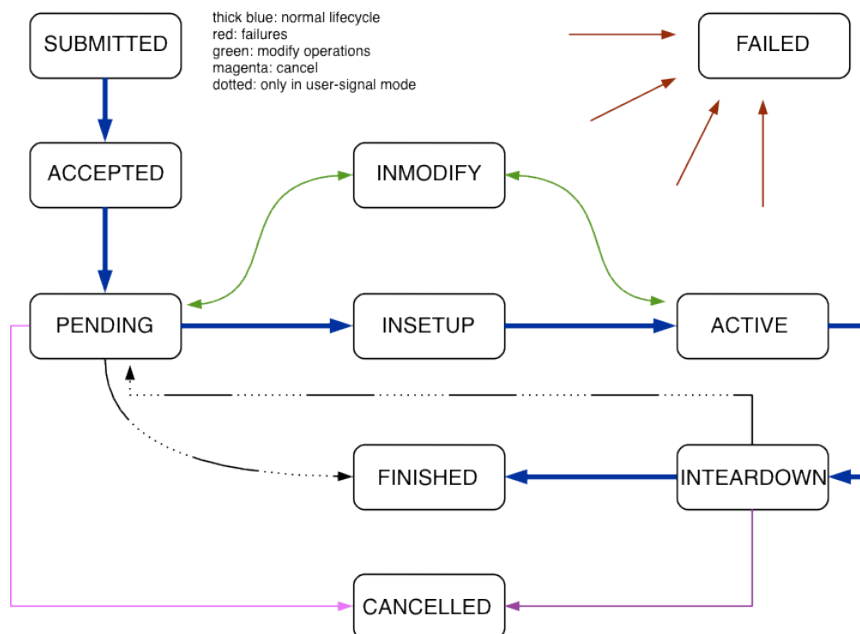 SUBMITTED
thick blue: normal lifecycle
red: failures
green: modify operations
magenta: cancel
dotted: only in user-signal mode
FAILED
ACCEPTED
INMODIFY
PENDING
INSETUP
ACTIVE
FINISHED
INTEARDOWN
CANCELLED